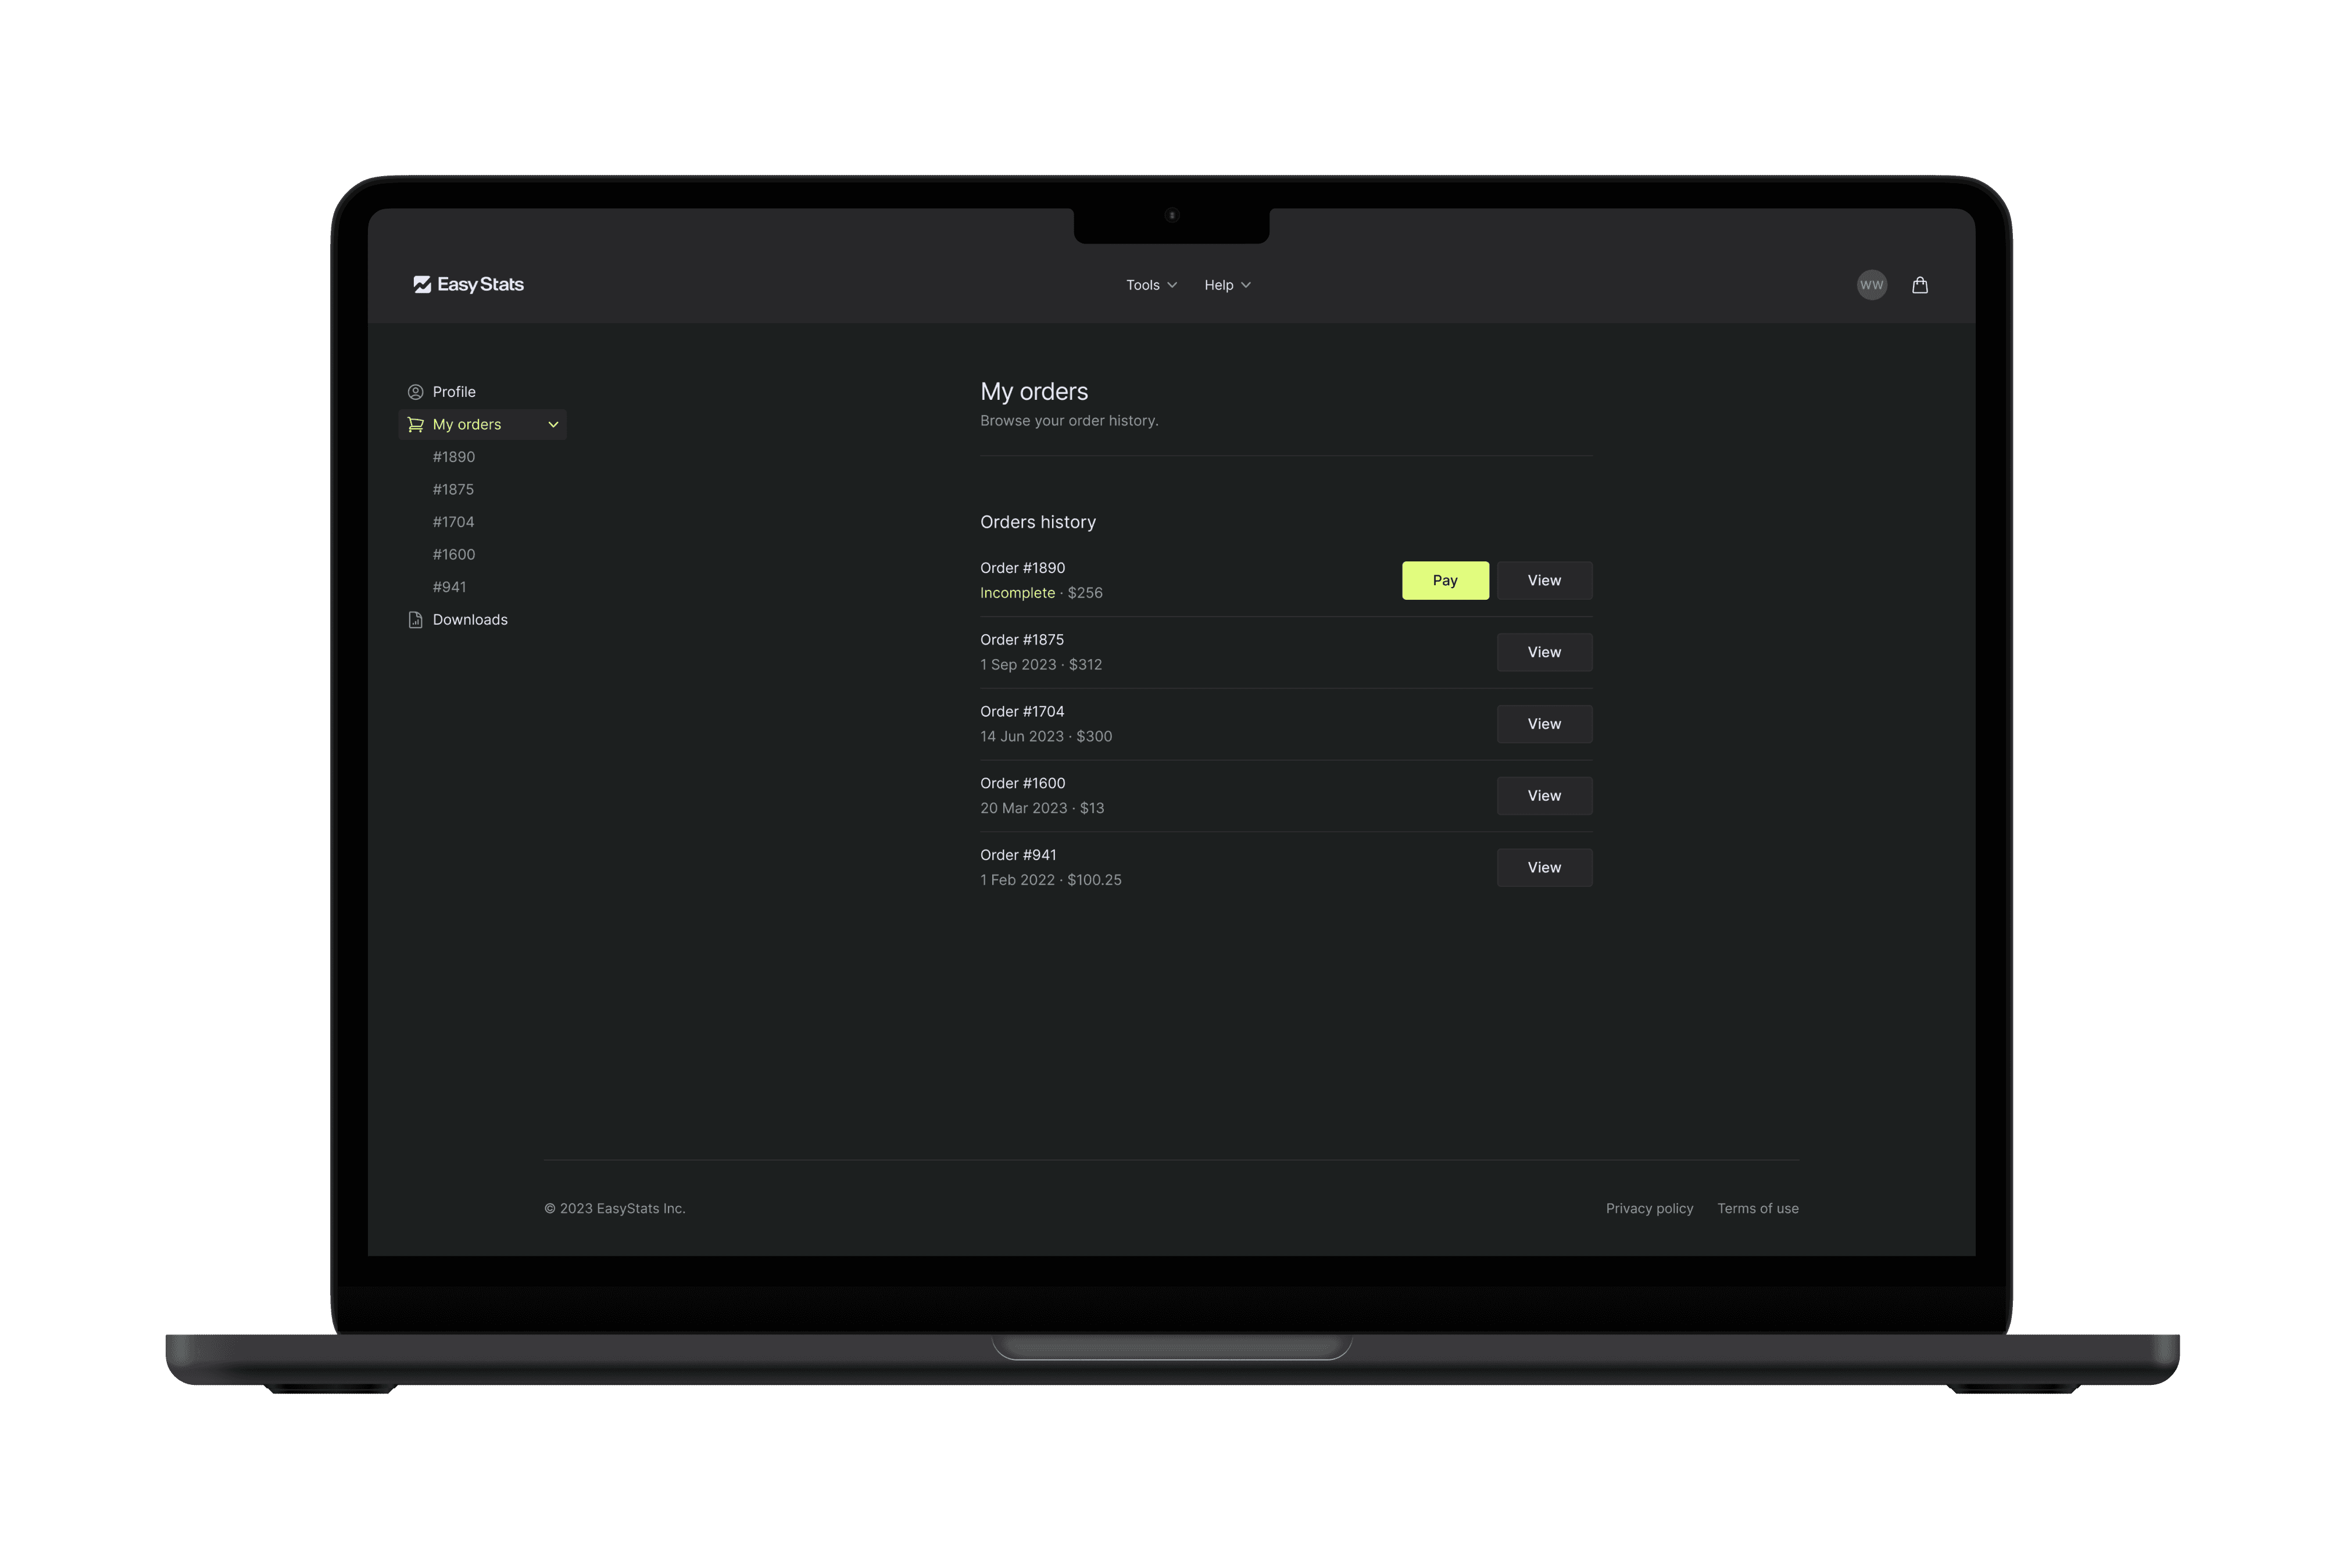 Easy Stats
Tools
Help
WW
Profile
My orders
#1890
#1875
#1704
#1600
#941
Downloads
My orders
Browse your order history.
Orders history
Order #1890
Incomplete · $256
Pay
View
Order #1875
1 Sep 2023 · $312
View
Order #1704
14 Jun 2023 · $300
View
Order #1600
20 Mar 2023 · $13
View
Order #941
1 Feb 2022 · $100.25
View
© 2023 EasyStats Inc.
Privacy policy
Terms of use